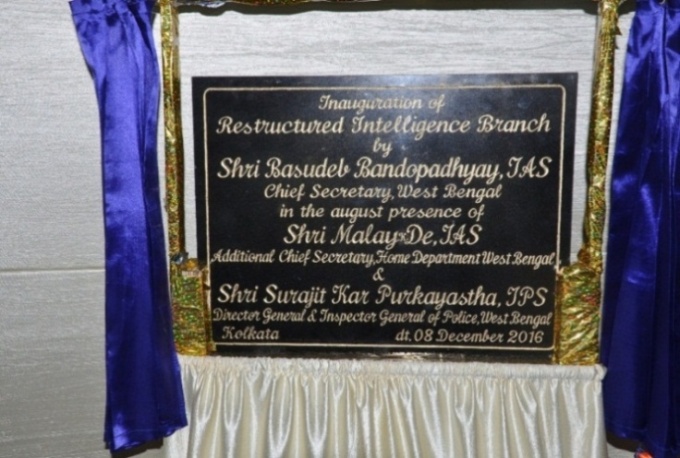 Inauguration of
Restructured Intelligence Branch
by
Shri Basudeb Bandopadhyay, IAS
Chief Secretary, West Bengal
in the august presence of
Shri Malay De, IAS
Additional Chief Secretary, Home Department West Bengal
&
Shri Surajit Kar Purkayastha, IPS
Director General & Inspector General of Police, West Bengal
Kolkata dt. 08 December 2016